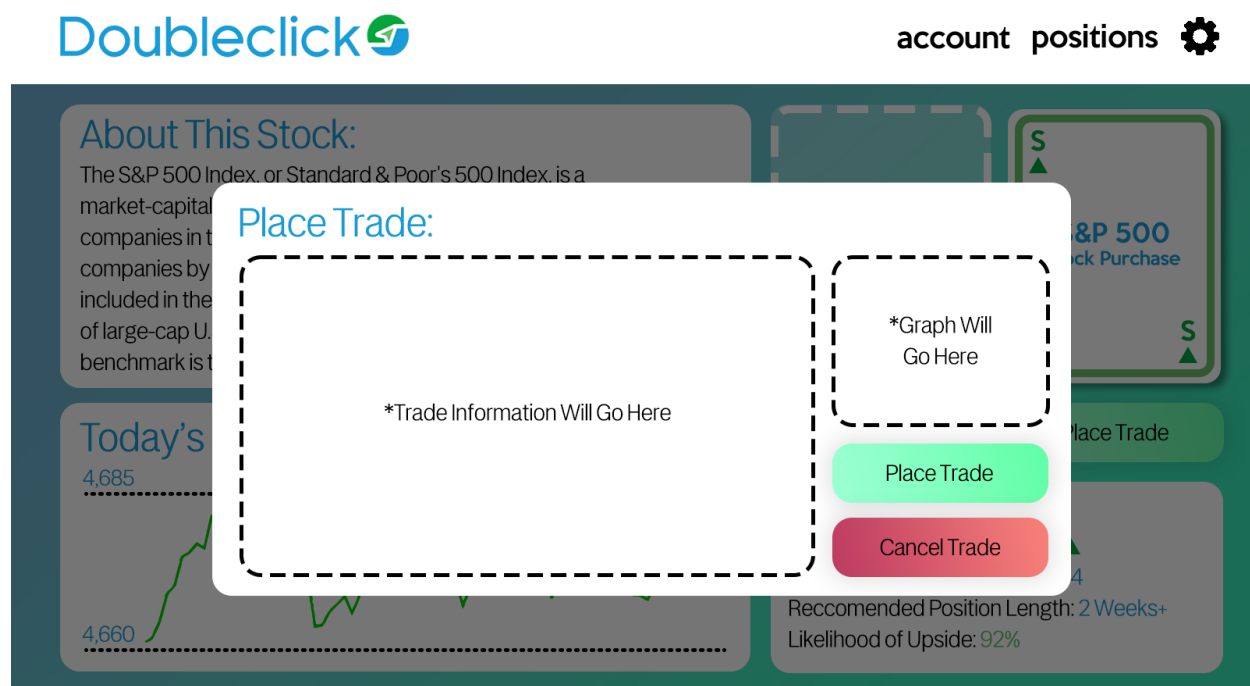 Doubleclick
account positions
About This Stock:
The S&P 500 Index, or Standard & Poor's 500 Index, is a
market-capital
companies in t
companies by
included in the
of large-cap U.
benchmark is t
S
&P 500
ck Purchase
S
Place Trade:
*Trade Information Will Go Here
*Graph Will
Go Here
Place Trade
Cancel Trade
Place Trade
Today's
4,685
4,660
4
Reccomended Position Length: 2 Weeks+
Likelihood of Upside: 92%